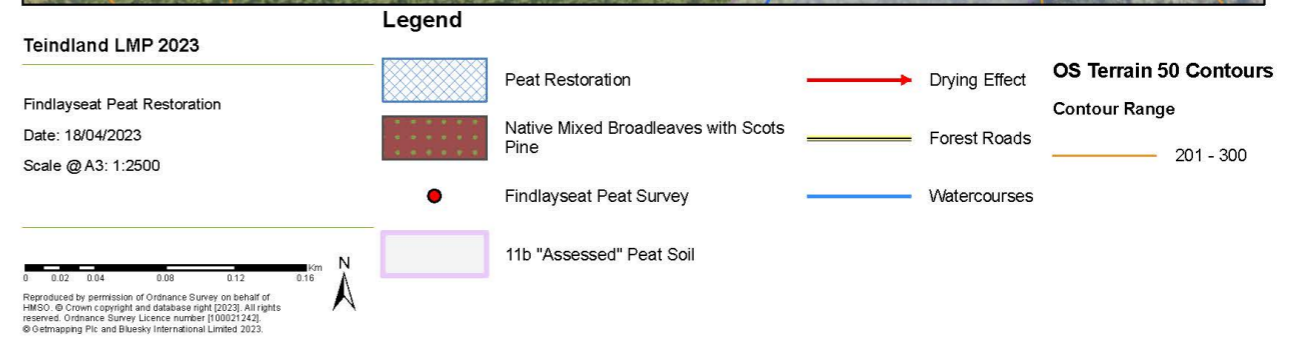 Legend
Teindland LMP 2023
Findlayseat Peat Restoration
Date: 18/04/2023
Scale @ A3: 1:2500
Km
0 0.02 0.04 0.08 0.12 0.16
N
Reproduced by permission of Ordnance Survey on behalf of
HMSO. © Crown copyright and database right [2023]. All rights
reserved. Ordnance Survey Licence number [100021242].
© Getmapping Plc and Bluesky International Limited 2023.
Peat Restoration
Native Mixed Broadleaves with Scots
Pine
Findlayseat Peat Survey
11b "Assessed" Peat Soil
Drying Effect
Forest Roads
Watercourses
OS Terrain 50 Contours
Contour Range
201 - 300